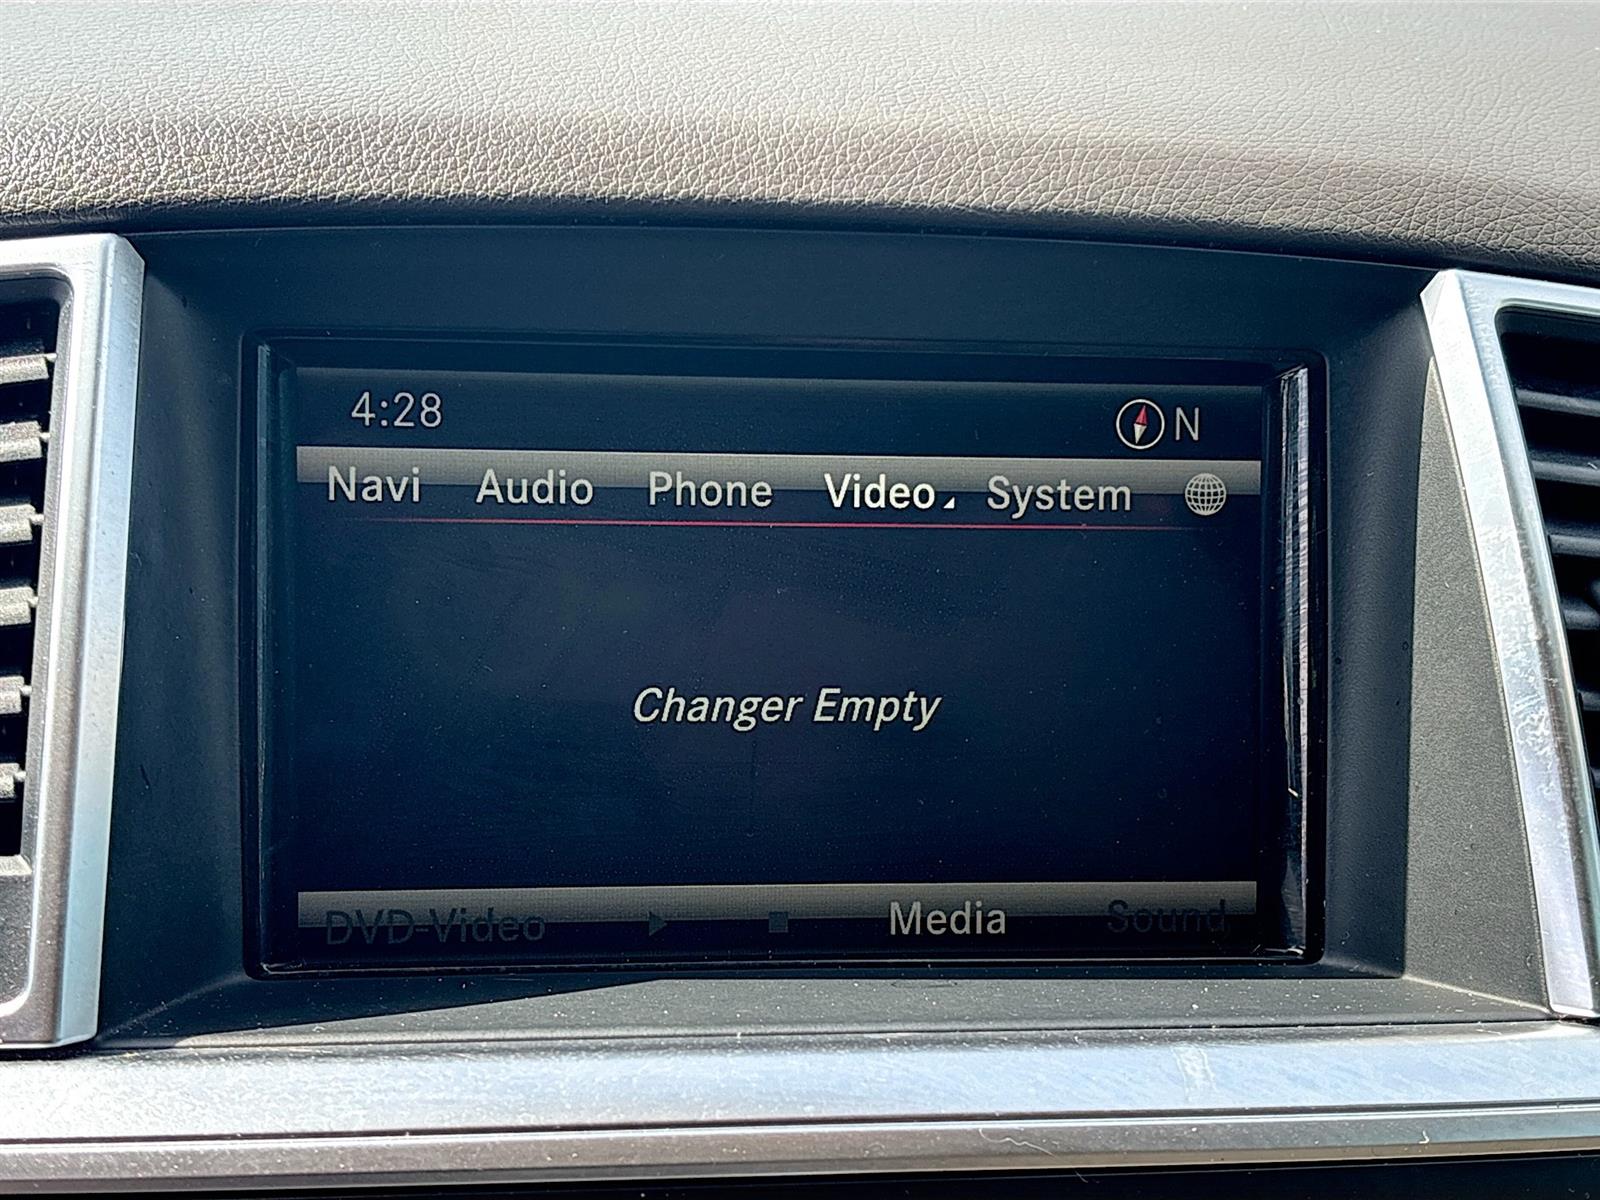 4:28 N
Navi Audio Phone Video System
Changer Empty
DVD-Video Media Sound